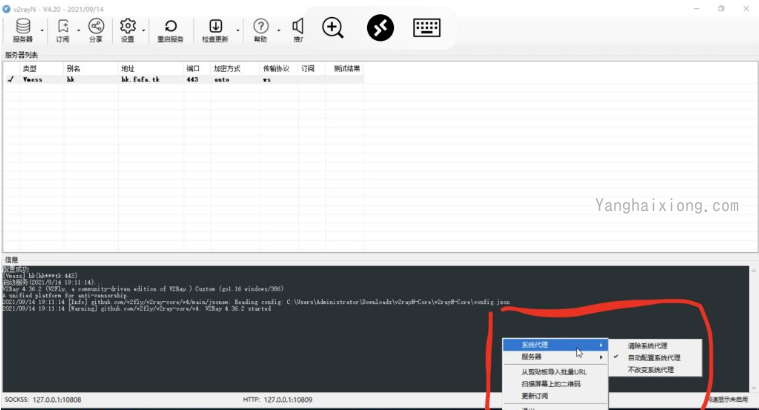 v2rayN - V4.20 - 2021/09/14
服务器 订阅 分享 设置 重启服务 检查更新 帮助 推广
服务器列表
类型 别名 地址 端口 加密方式 传输协议 订阅 测试结果
Vmess hk hk.fafa.tk 443 auto ws
Yanghaixiong.com
信息
配置成功
[Vmess] hk(hk***tk:443)
启动服务(2021/9/14 19:11:14)...
V2Ray 4.36.2 (V2Fly, a community-driven edition of V2Ray.) Custom (go1.16 windows/386)
A unified platform for anti-censorship.
2021/09/14 19:11:14 [Info] github.com/v2fly/v2ray-core/v4/main/jsonem: Reading config: C:\Users\Administrator\Downloads\v2rayN-Core\v2rayN-Core\config.json
2021/09/14 19:11:14 [Warning] github.com/v2fly/v2ray-core/v4: V2Ray 4.36.2 started
系统代理
服务器
从剪贴板导入批量URL
扫描屏幕上的二维码
更新订阅
清除系统代理
自动配置系统代理
不改变系统代理
SOCKS5: 127.0.0.1:10808
HTTP: 127.0.0.1:10809
速显示未启用